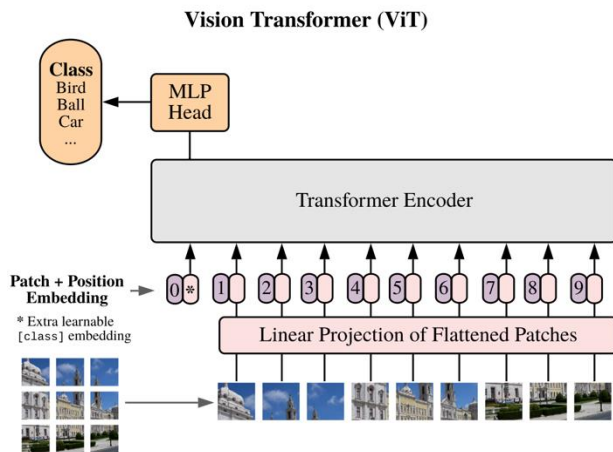 Vision Transformer (ViT)
Class
Bird
Ball
Car
...
MLP
Head
Transformer Encoder
Patch + Position
Embedding
0 * 1 2 3 4 5 6 7 8 9
* Extra learnable
[class] embedding
Linear Projection of Flattened Patches